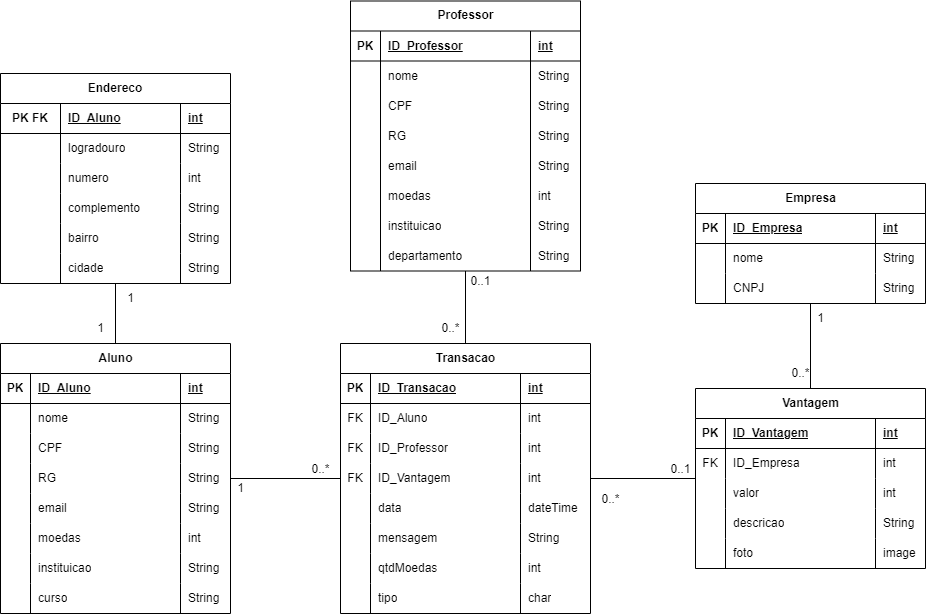 Professor
PK ID_Professor int
nome String
CPF String
RG String
email String
moedas int
instituicao String
departamento String
0..1
Endereco
PK FK ID_Aluno int
logradouro String
numero int
complemento String
bairro String
cidade String
1
1
Empresa
PK ID_Empresa int
nome String
CNPJ String
1
0..*
0..*
Aluno
PK ID_Aluno int
nome String
CPF String
RG String
email String
moedas int
instituicao String
curso String
1
0..*
Transacao
PK ID_Transacao int
FK ID_Aluno int
FK ID_Professor int
FK ID_Vantagem int
data dateTime
mensagem String
qtdMoedas int
tipo char
0..*
0..1
Vantagem
PK ID_Vantagem int
FK ID_Empresa int
valor int
descricao String
foto image